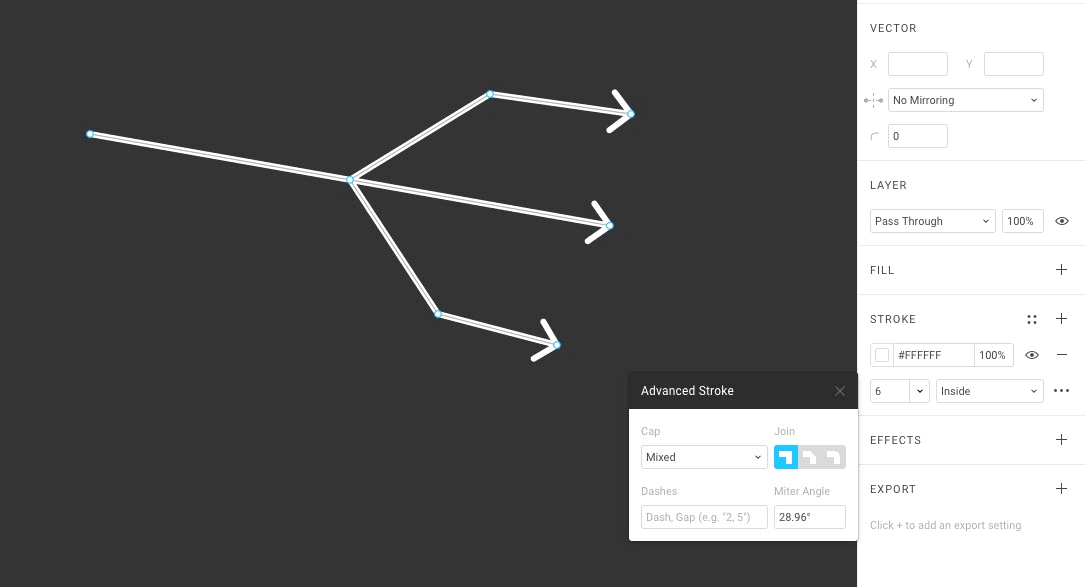 VECTOR
X Y
No Mirroring
0
LAYER
Pass Through 100%
FILL
STROKE
#FFFFFF 100%
6 Inside
Advanced Stroke
Cap Join
Mixed
Dashes Miter Angle
Dash, Gap (e.g. "2, 5") 28.96°
EFFECTS
EXPORT
Click + to add an export setting